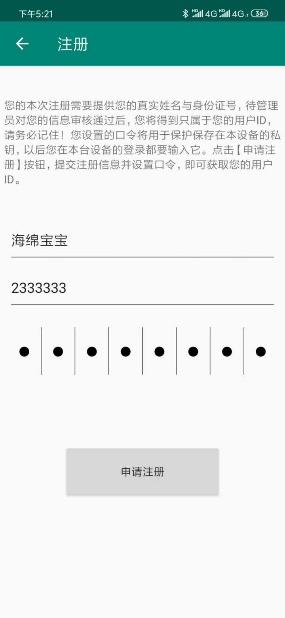 下午5:21 4G 4G 36
注册
您的本次注册需要提供您的真实姓名与身份证号，待管
理员对您的信息审核通过后，您将得到只属于您的用户ID，
请务必记住！您设置的口令将用于保护保存在本设备的私
钥，以后您在本台设备的登录都要输入它。点击【申请注
册】按钮，提交注册信息并设置口令，即可获取您的用户
ID。
海绵宝宝
2333333
申请注册